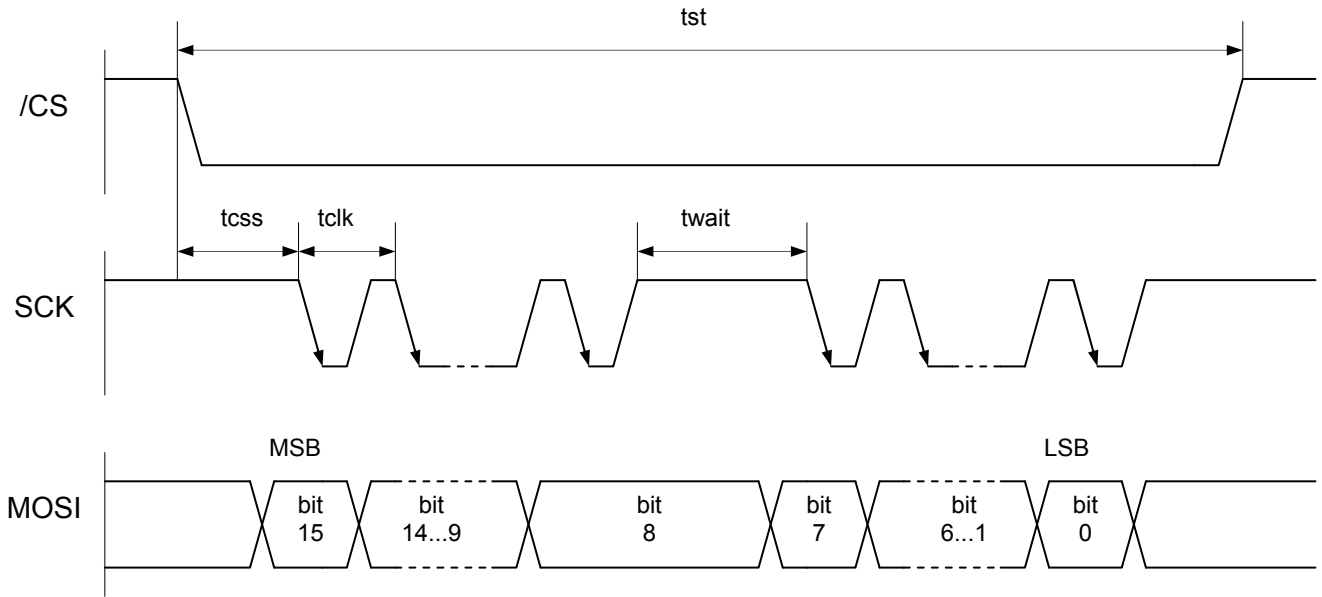 tst
/CS
tcss
tclk
twait
SCK
MSB
LSB
MOSI
bit
15
bit
14...9
bit
8
bit
7
bit
6...1
bit
0